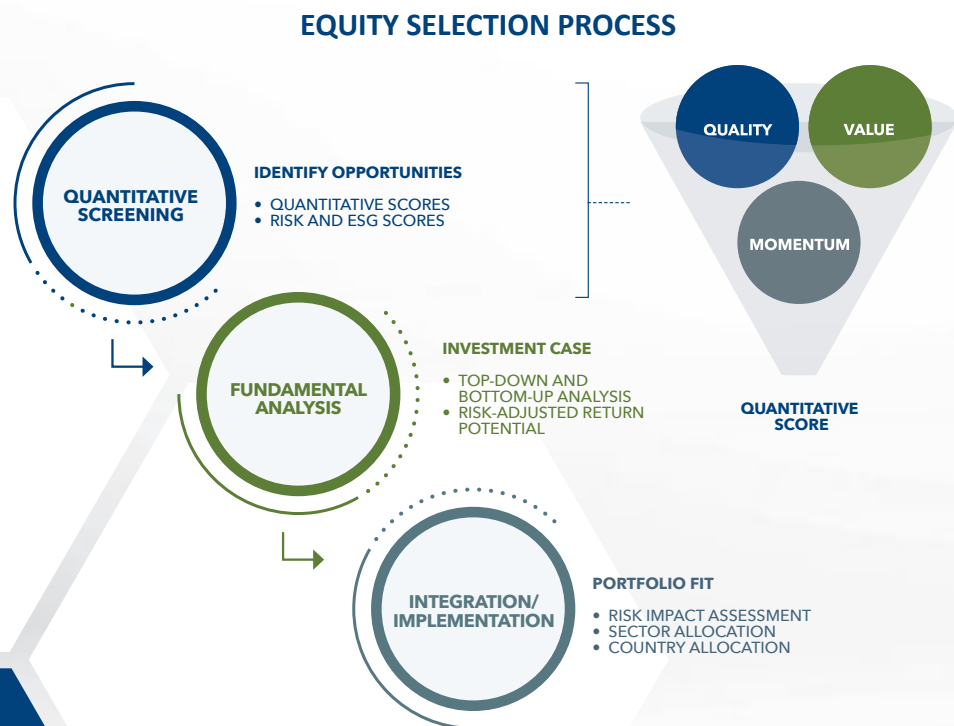 EQUITY SELECTION PROCESS
QUANTITATIVE
SCREENING
IDENTIFY OPPORTUNITIES
• QUANTITATIVE SCORES
• RISK AND ESG SCORES
QUALITY
VALUE
MOMENTUM
QUANTITATIVE
SCORE
FUNDAMENTAL
ANALYSIS
INVESTMENT CASE
• TOP-DOWN AND
BOTTOM-UP ANALYSIS
• RISK-ADJUSTED RETURN
POTENTIAL
INTEGRATION/
IMPLEMENTATION
PORTFOLIO FIT
• RISK IMPACT ASSESSMENT
• SECTOR ALLOCATION
• COUNTRY ALLOCATION